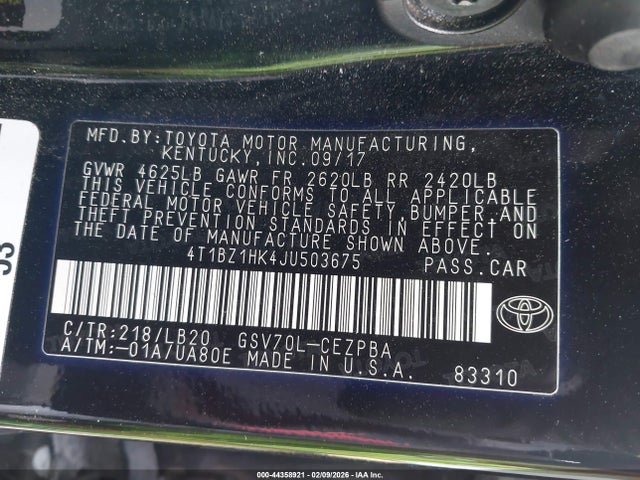 MFD.BY:TOYOTA MOTOR MANUFACTURING,
KENTUCKY,INC.09/17
GVWR 4625LB GAWR FR 2620LB RR 2420LB
THIS VEHICLE CONFORMS TO ALL APPLICABLE
FEDERAL MOTOR VEHICLE SAFETY,BUMPER,AND
THEFT PREVENTION STANDARDS IN EFFECT ON
THE DATE OF MANUFACTURE SHOWN ABOVE.
4T1BZ1HK4JU503675 PASS.CAR
C/TR:218/LB20 GSV70L-CEZPBA
A/TM:-01A/UA80E MADE IN U.S.A. 83310
000-44358921 - 02/09/2026 - IAA, Inc.